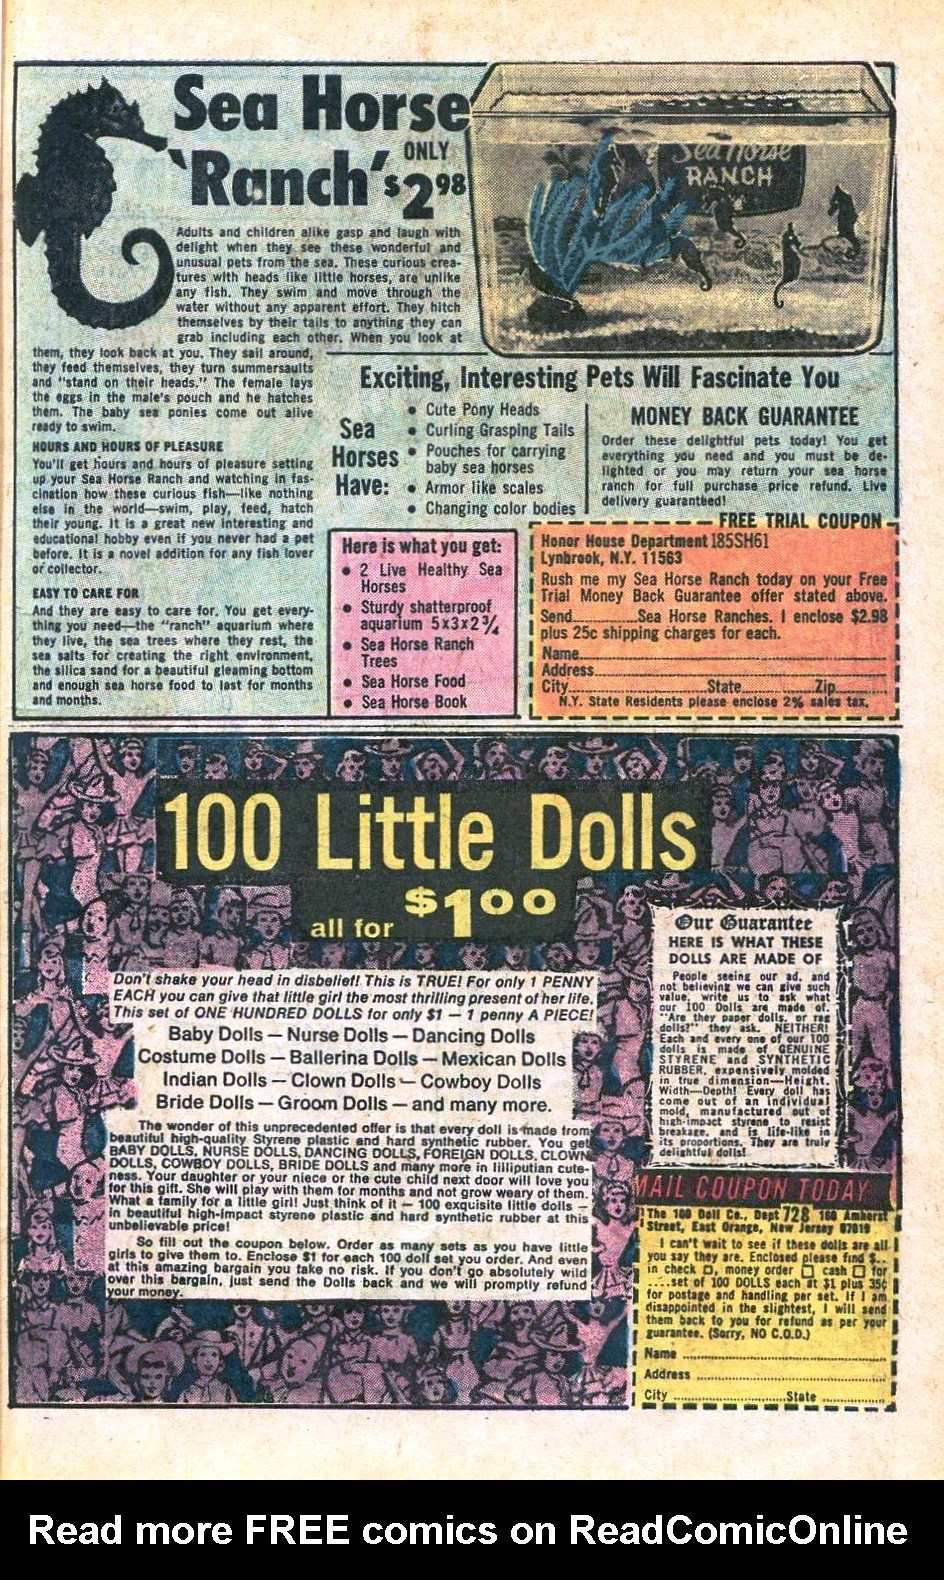 Sea Horse
'Ranch'
ONLY
$2.98
Sea Horse
RANCH
Adults and children alike gasp and laugh with
delight when they see these wonderful and
unusual pets from the sea. These curious crea-
tures with heads like little horses, are unlike
any fish. They swim and move through the
water without any apparent effort. They hitch
themselves by their tails to anything they can
grab including each other. When you look at
them, they look back at you. They sail around,
they feed themselves, they turn summersaults
and "stand on their heads." The female lays
the eggs in the male's pouch and he hatches
them. The baby sea ponies come out alive
ready to swim.
HOURS AND HOURS OF PLEASURE
You'll get hours and hours of pleasure setting
up your Sea Horse Ranch and watching in fas-
cination how these curious fish—like nothing
else in the world—swim, play, feed, hatch
their young. It is a great new interesting and
educational hobby even if you never had a pet
before. It is a novel addition for any fish lover
or collector.
EASY TO CARE FOR
And they are easy to care for. You get every-
thing you need—the "ranch" aquarium where
they live, the sea trees where they rest, the
sea salts for creating the right environment,
the silica sand for a beautiful gleaming bottom
and enough sea horse food to last for months
and months.
Exciting, Interesting Pets Will Fascinate You
Sea
Horses
Have:
• Cute Pony Heads
• Curling Grasping Tails
• Pouches for carrying
baby sea horses
• Armor like scales
• Changing color bodies
MONEY BACK GUARANTEE
Order these delightful pets today! You get
everything you need and you must be de-
lighted or you may return your sea horse
ranch for full purchase price refund. Live
delivery guaranteed!
Here is what you get:
• 2 Live Healthy Sea
Horses
• Sturdy shatterproof
aquarium 5x3x2¾
• Sea Horse Ranch
Trees
• Sea Horse Food
• Sea Horse Book
FREE TRIAL COUPON
Honor House Department 185SH61
Lynbrook, N.Y. 11563
Rush me my Sea Horse Ranch today on your Free
Trial Money Back Guarantee offer stated above.
Send..........Sea Horse Ranches. I enclose $2.98
plus 25c shipping charges for each.
Name
Address
City State Zip
N.Y. State Residents please enclose 2% sales tax.
100 Little Dolls
all for $1.00
Don't shake your head in disbelief! This is TRUE! For only 1 PENNY
EACH you can give that little girl the most thrilling present of her life.
This set of ONE HUNDRED DOLLS for only $1 — 1 penny A PIECE!
Baby Dolls — Nurse Dolls — Dancing Dolls
Costume Dolls — Ballerina Dolls — Mexican Dolls
Indian Dolls — Clown Dolls — Cowboy Dolls
Bride Dolls — Groom Dolls — and many more.
The wonder of this unprecedented offer is that every doll is made from
beautiful high-quality Styrene plastic and hard synthetic rubber. You get
BABY DOLLS, NURSE DOLLS, DANCING DOLLS, FOREIGN DOLLS, CLOWN
DOLLS, COWBOY DOLLS, BRIDE DOLLS and many more in lilliputian cute-
ness. Your daughter or your niece or the cute child next door will love you
for this gift. She will play with them for months and not grow weary of them.
What a family for a little girl! Just think of it — 100 exquisite little dolls —
in beautiful high-impact styrene plastic and hard synthetic rubber at this
unbelievable price!
So fill out the coupon below. Order as many sets as you have little
girls to give them to. Enclose $1 for each 100 doll set you order. And even
at this amazing bargain you take no risk. If you don't go absolutely wild
over this bargain, just send the Dolls back and we will promptly refund
your money.
Our Guarantee
HERE IS WHAT THESE
DOLLS ARE MADE OF
People seeing our ad, and
not believing we can give such
value, write us to ask what
our 100 Dolls are made of.
"Are they paper dolls, or rag
dolls?" they ask. NEITHER!
Each and every one of our 100
dolls is made of GENUINE
STYRENE and SYNTHETIC
RUBBER, expensively molded
in true dimension—Height,
Width—Depth! Every doll has
come out of an individual
mold, manufactured out of
high-impact styrene to resist
breakage, and is life-like in
its proportions. They are truly
delightful dolls!
MAIL COUPON TODAY
The 100 Doll Co., Dept 728 168 Amherst
Street, East Orange, New Jersey 07019
I can't wait to see if these dolls are all
you say they are. Enclosed please find $..
in check □, money order □ cash □ for
....set of 100 DOLLS each at $1 plus 35¢
for postage and handling per set. If I am
disappointed in the slightest, I will send
them back to you for refund as per your
guarantee. (Sorry, NO C.O.D.)
Name
Address
City State
Read more FREE comics on ReadComicOnline